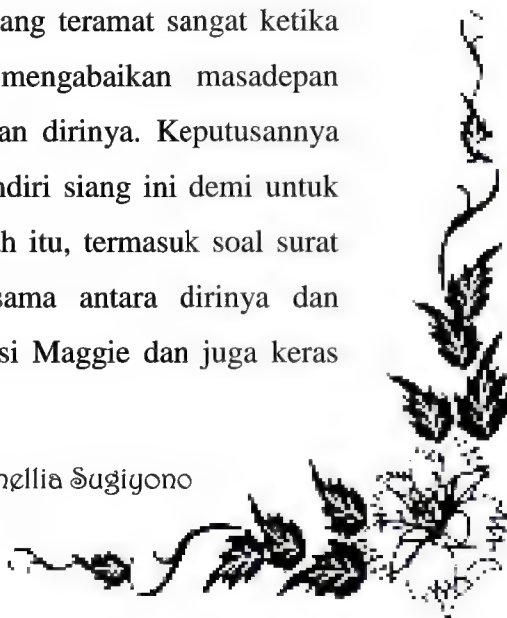 ang teramat sangat ketika
mengabaikan masadepan
an dirinya. Keputusannya
ndiri siang ini demi untuk
h itu, termasuk soal surat
sama antara dirinya dan
si Maggie dan juga keras
nellia Sugiyono